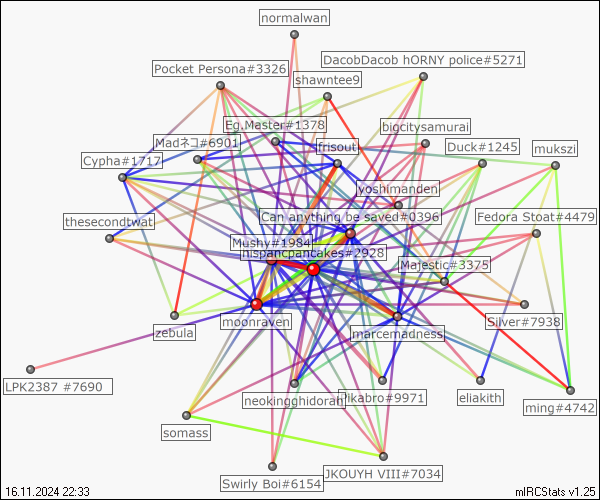 normalwan
DacobDacob hORNY police#5271
Pocket Persona#3326
shawntee9
Eg.Master#1378
bigcitysamurai
Madネコ#6901
frisout
Duck#1245
mukszi
Cypha#1717
yoshimanden
thesecondtwat
Can anything be saved#0396
Fedora Stoat#4479
Mushy#1984
hispancpancakes#2928
Majestic#3375
moonraven
zebula
marcemadness
Silver#7938
LPK2387 #7690
neokingghidorah
Pikabro#9971
eliakith
ming#4742
somass
Swirly Boi#6154
JKOUYH VIII#7034
16.11.2024 22:33
mIRCStats v1.25